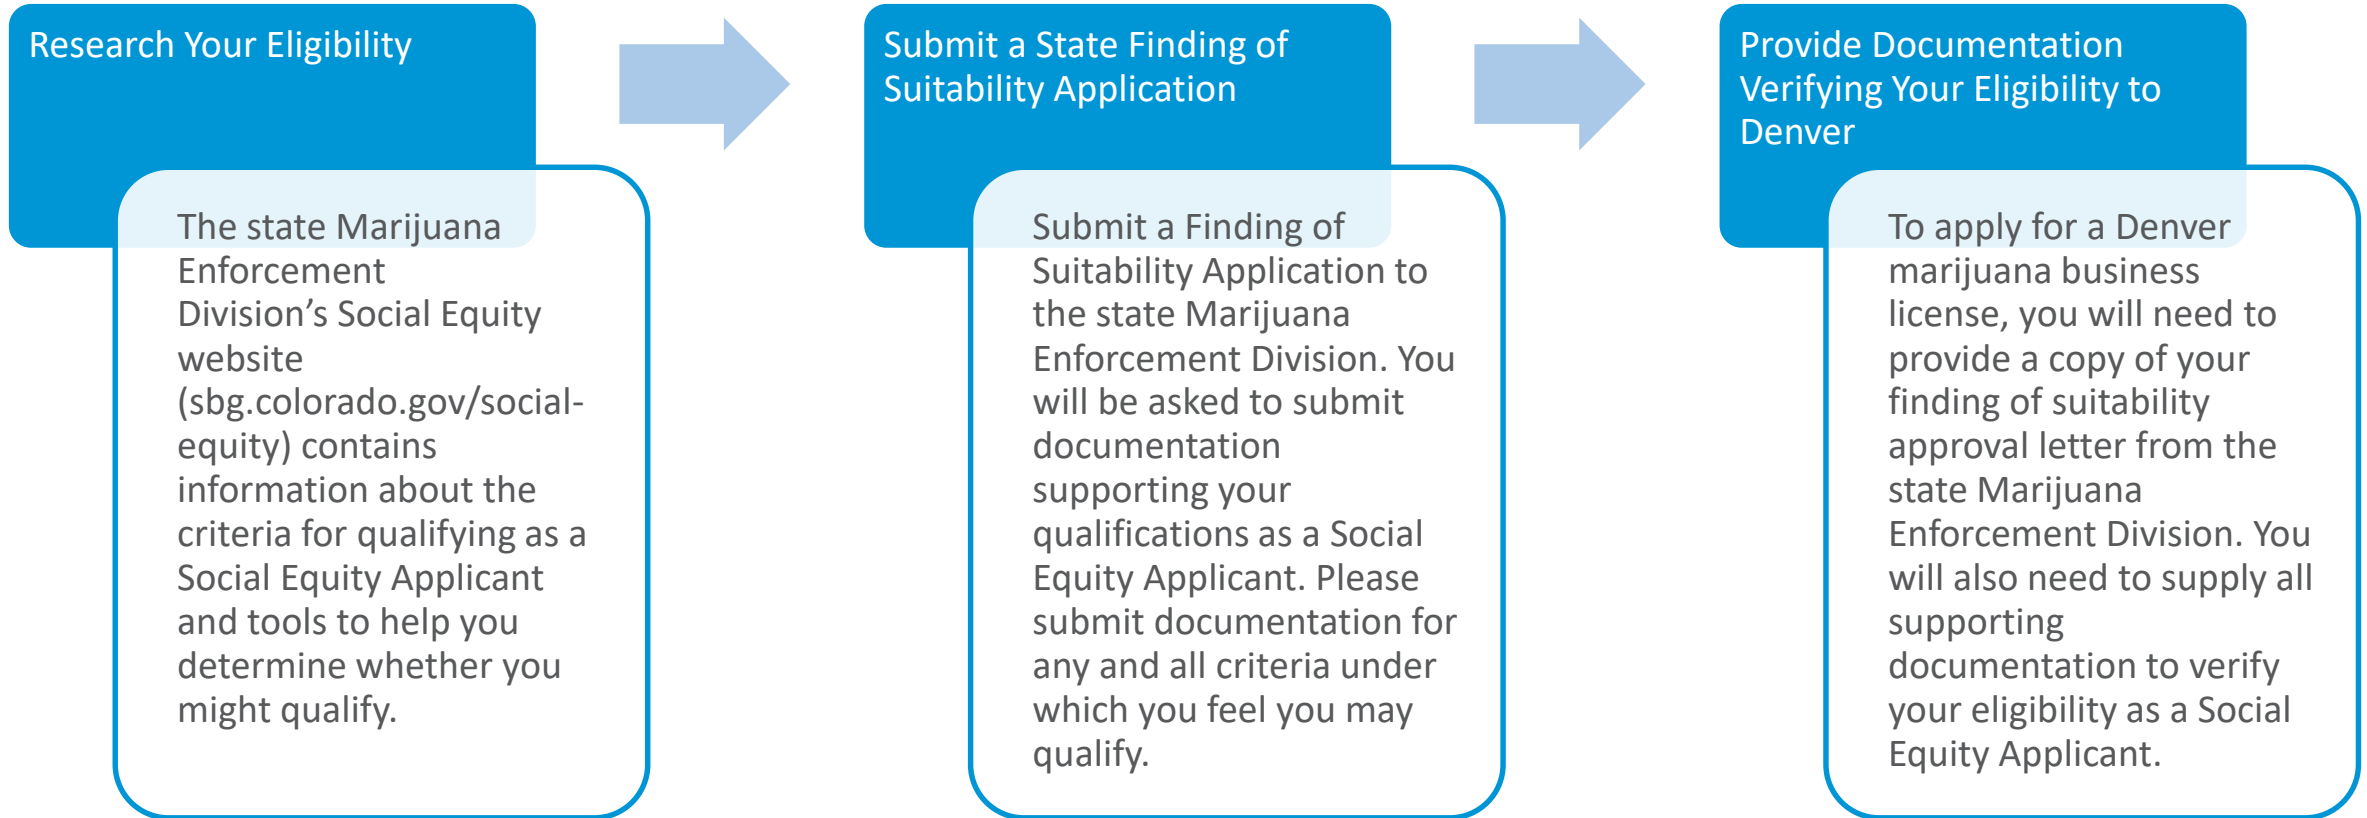 Research Your Eligibility
The state Marijuana
Enforcement
Division’s Social Equity
website
(sbg.colorado.gov/social-
equity) contains
information about the
criteria for qualifying as a
Social Equity Applicant
and tools to help you
determine whether you
might qualify.
Submit a State Finding of
Suitability Application
Submit a Finding of
Suitability Application to
the state Marijuana
Enforcement Division. You
will be asked to submit
documentation
supporting your
qualifications as a Social
Equity Applicant. Please
submit documentation for
any and all criteria under
which you feel you may
qualify.
Provide Documentation
Verifying Your Eligibility to
Denver
To apply for a Denver
marijuana business
license, you will need to
provide a copy of your
finding of suitability
approval letter from the
state Marijuana
Enforcement Division. You
will also need to supply all
supporting
documentation to verify
your eligibility as a Social
Equity Applicant.